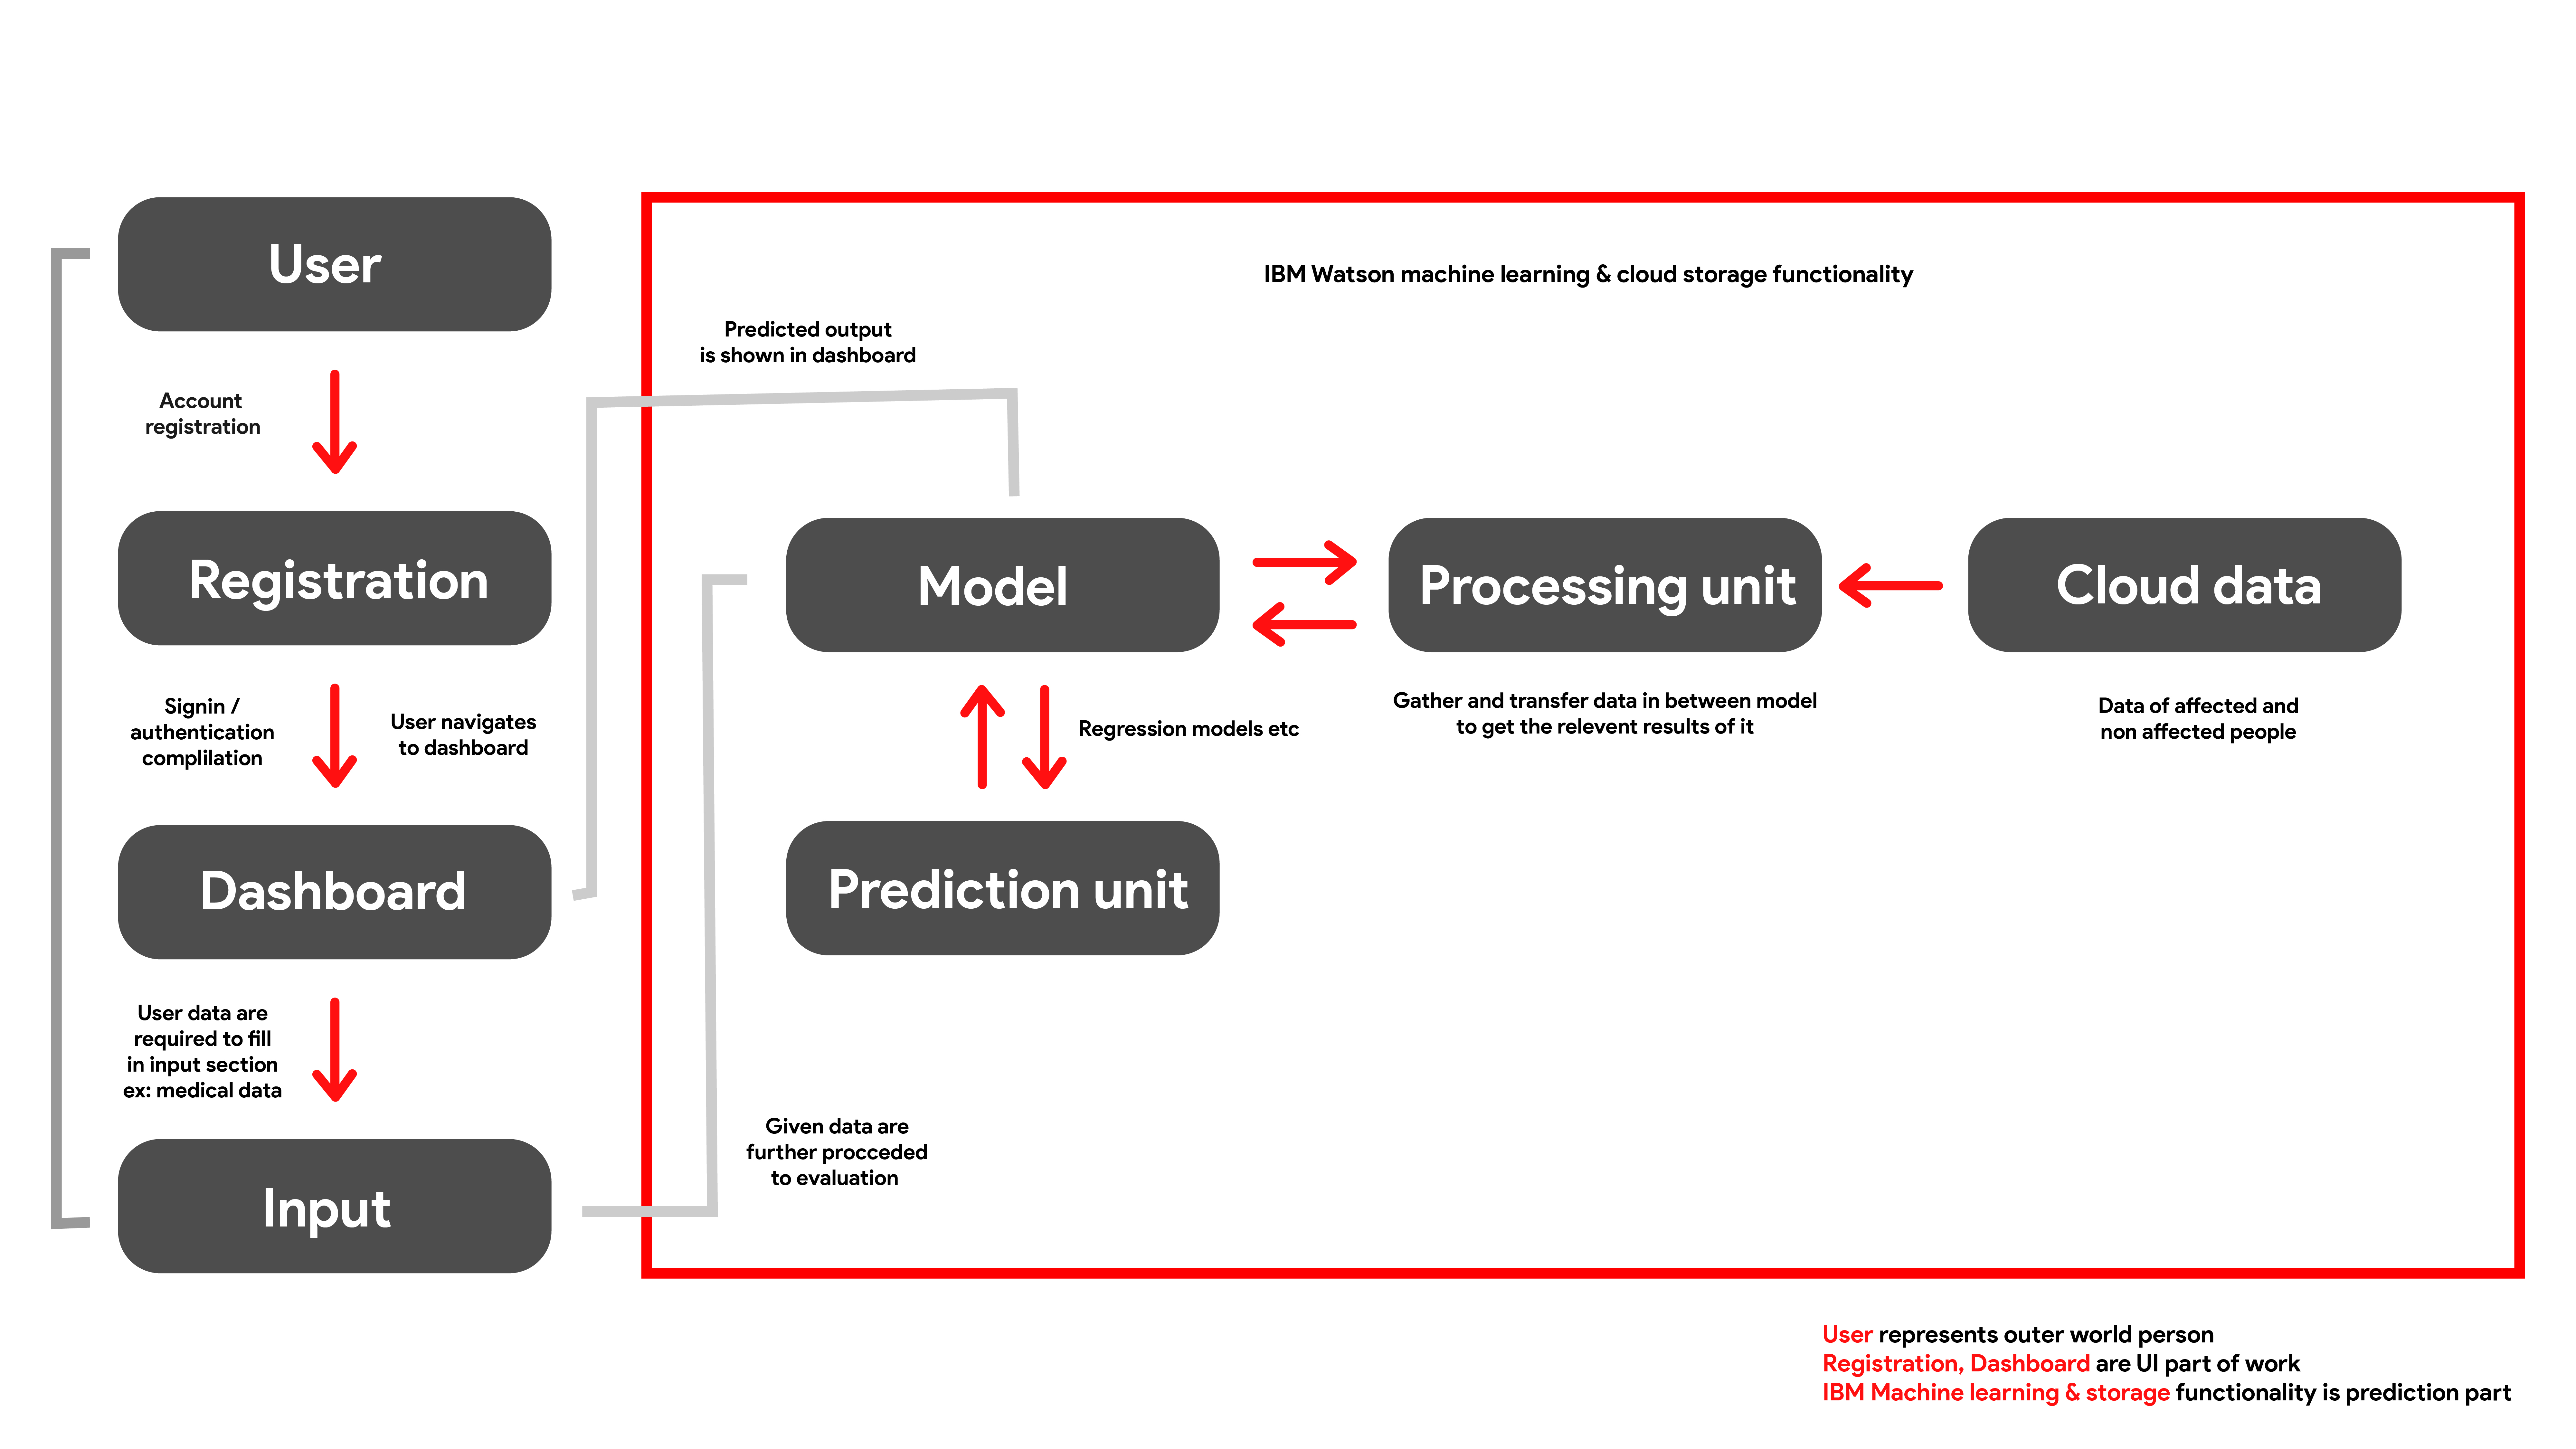 User
Account
registration
Registration
Signin /
authentication
complilation
User navigates
to dashboard
Dashboard
User data are
required to fill
in input section
ex: medical data
Input
IBM Watson machine learning & cloud storage functionality
Predicted output
is shown in dashboard
Model
Processing unit
Cloud data
Regression models etc
Gather and transfer data in between model
to get the relevent results of it
Data of affected and
non affected people
Prediction unit
Given data are
further procceded
to evaluation
User represents outer world person
Registration, Dashboard are UI part of work
IBM Machine learning & storage functionality is prediction part